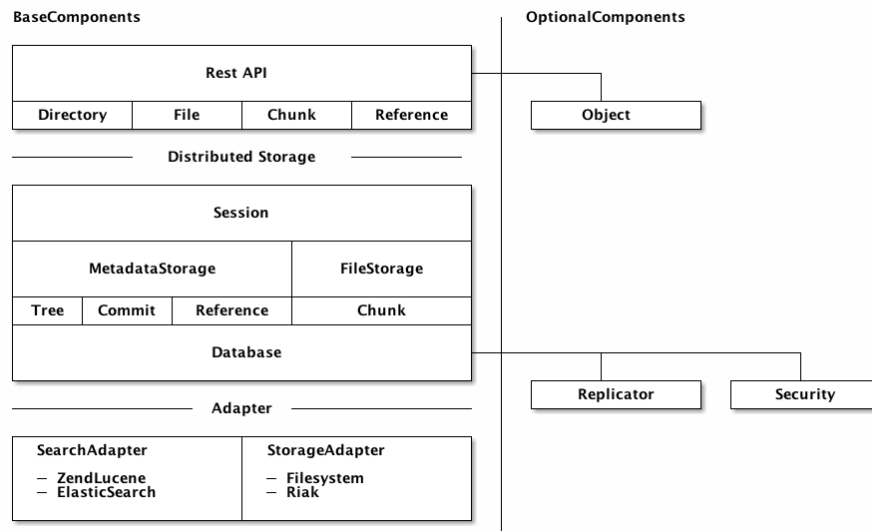 BaseComponents
OptionalComponents
Rest API
Directory File Chunk Reference
Object
Distributed Storage
Session
MetadataStorage FileStorage
Tree Commit Reference Chunk
Database
Replicator Security
Adapter
SearchAdapter
– ZendLucene
– ElasticSearch
StorageAdapter
– Filesystem
– Riak